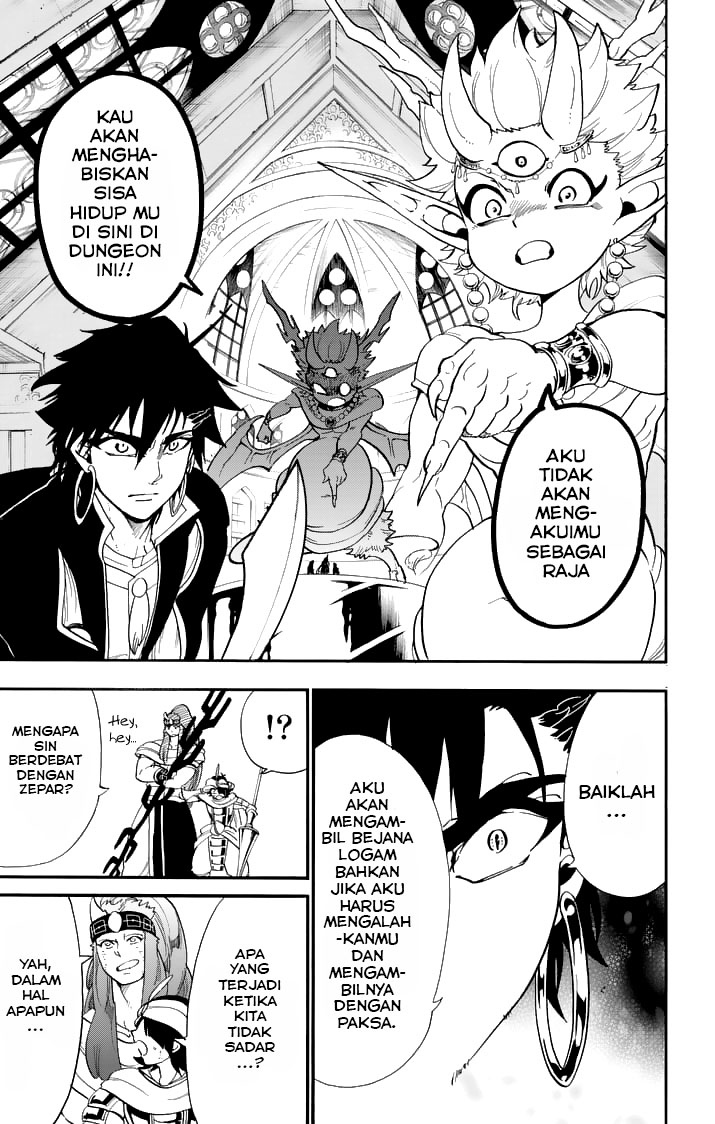 AKU
TIDAK
AKAN
MENG-
AKUIMU
SEBAGAI
RAJA
KAU
AKAN
MENGHA-
BISKAN
SISA
HIDUP MU
DI SINI DI
DUNGEON
INI!!
BAIKLAH
...
AKU
AKAN
MENGAM-
BIL BEJANA
LOGAM
BAHKAN
JIKA AKU
HARUS
MENGALAH
-KANMU
DAN
MENGAM-
BILNYA
DENGAN
PAKSA.
!?
Hey,
hey...
MENGAPA
SIN
BERDEBAT
DENGAN
ZEPAR?
APA
YANG
TERJADI
KETIKA
KITA
TIDAK
SADAR
...?
YAH,
DALAM
HAL
APAPUN
...